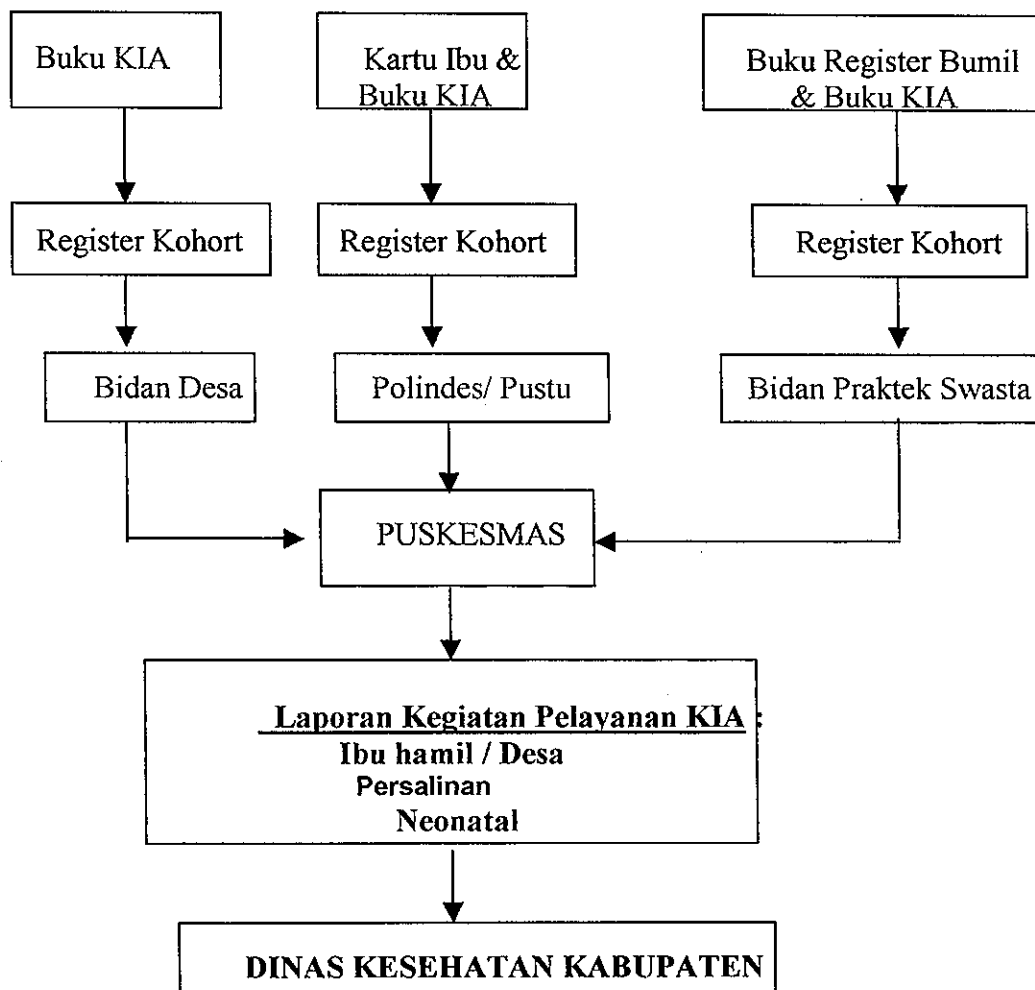 Buku KIA
Kartu Ibu &
Buku KIA
Buku Register Bumil
& Buku KIA
Register Kohort
Register Kohort
Register Kohort
Bidan Desa
Polindes/ Pustu
Bidan Praktek Swasta
PUSKESMAS
Laporan Kegiatan Pelayanan KIA :
Ibu hamil / Desa
Persalinan
Neonatal
DINAS KESEHATAN KABUPATEN